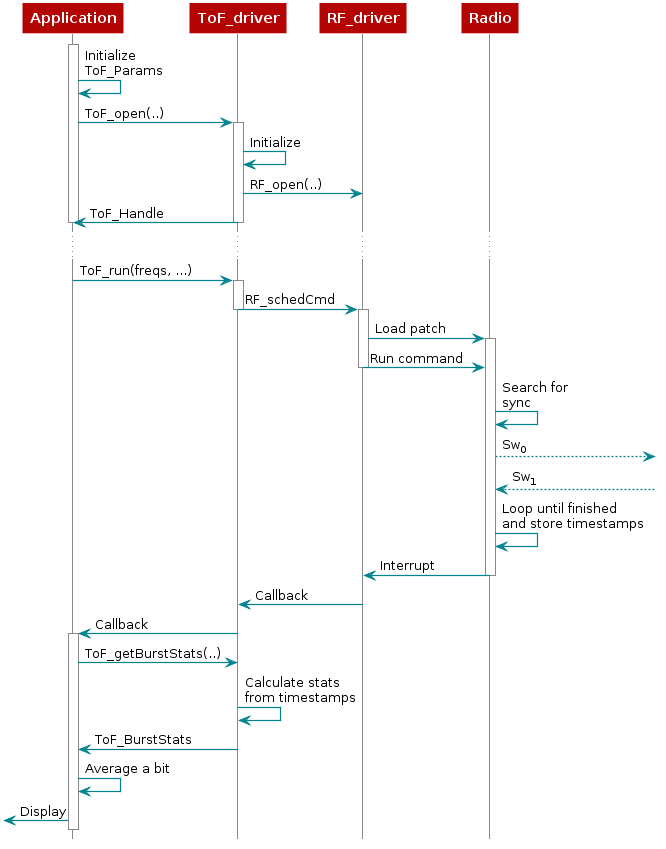 Application ToF_driver RF_driver Radio
Initialize
ToF_Params
ToF_open(..)
Initialize
RF_open(..)
ToF_Handle
ToF_run(freqs, ...)
RF_schedCmd
Load patch
Run command
Search for
sync
Sw0
Sw1
Loop until finished
and store timestamps
Interrupt
Callback
Callback
ToF_getBurstStats(..)
Calculate stats
from timestamps
ToF_BurstStats
Average a bit
Display